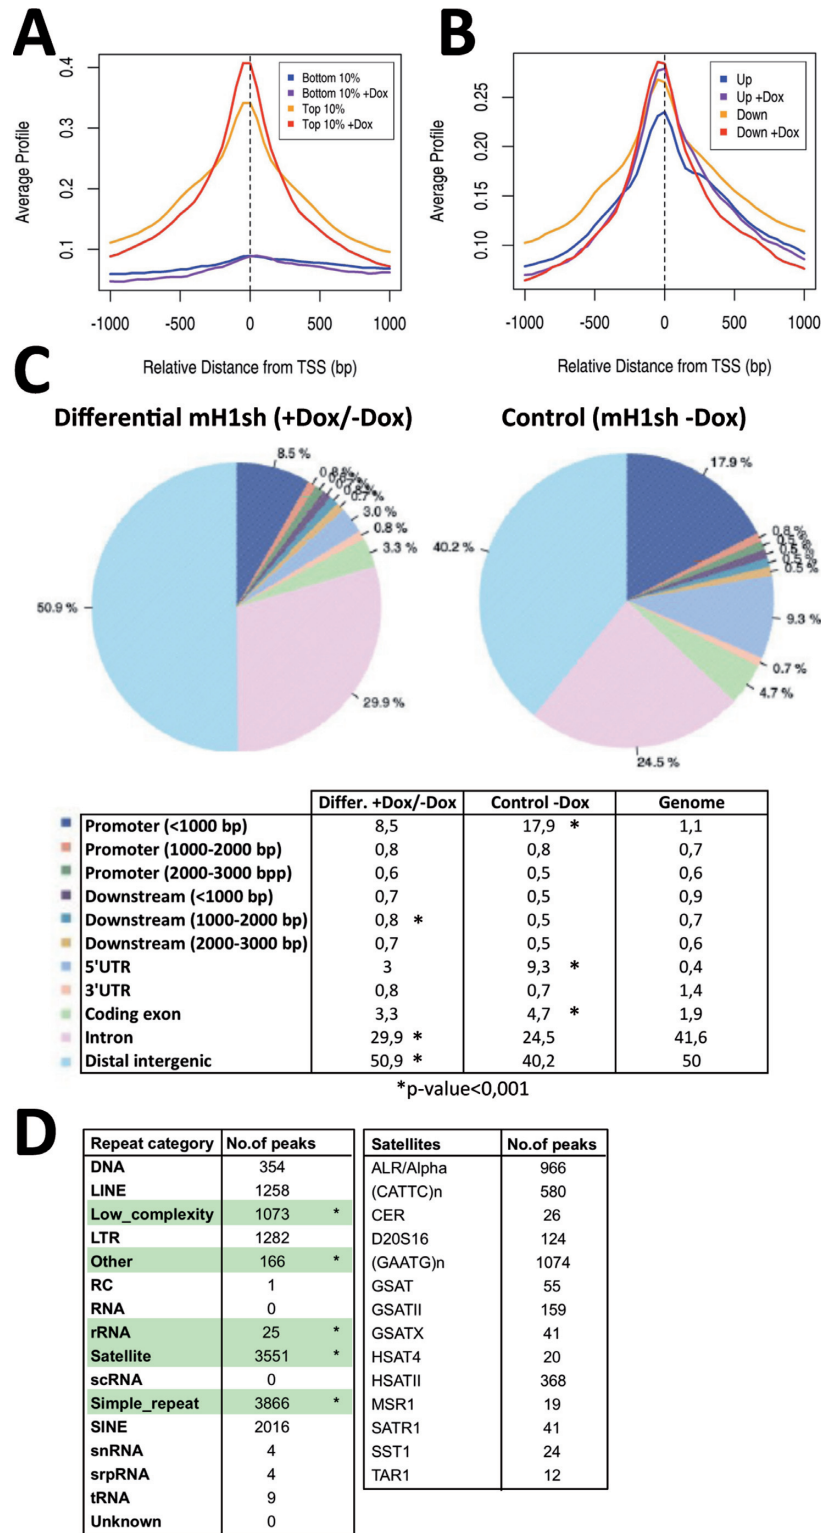 A
Average Profile
0.1
0.2
0.3
0.4
Bottom 10%
Bottom 10% +Dox
Top 10%
Top 10% +Dox
-1000
-500
0
500
1000
Relative Distance from TSS (bp)
B
Average Profile
0.10
0.15
0.20
0.25
Up
Up +Dox
Down
Down +Dox
-1000
-500
0
500
1000
Relative Distance from TSS (bp)
C
Differential mH1sh (+Dox/-Dox)
8.5 %
0.8 %
0.7 %
3.0 %
0.8 %
3.3 %
29.9 %
50.9 %
Control (mH1sh -Dox)
17.9 %
0.8 %
0.5 %
0.5 %
0.5 %
0.5 %
9.3 %
0.7 %
4.7 %
24.5 %
40.2 %
Differ. +Dox/-Dox Control -Dox Genome
Promoter (<1000 bp) 8,5 17,9 * 1,1
Promoter (1000-2000 bp) 0,8 0,8 0,7
Promoter (2000-3000 bpp) 0,6 0,5 0,6
Downstream (<1000 bp) 0,7 0,5 0,9
Downstream (1000-2000 bp) 0,8 * 0,5 0,7
Downstream (2000-3000 bp) 0,7 0,5 0,6
5'UTR 3 9,3 * 0,4
3'UTR 0,8 0,7 1,4
Coding exon 3,3 4,7 * 1,9
Intron 29,9 * 24,5 41,6
Distal intergenic 50,9 * 40,2 50
*p-value<0,001
D
Repeat category No.of peaks
DNA 354
LINE 1258
Low_complexity 1073 *
LTR 1282
Other 166 *
RC 1
RNA 0
rRNA 25 *
Satellite 3551 *
scRNA 0
Simple_repeat 3866 *
SINE 2016
snRNA 4
srpRNA 4
tRNA 9
Unknown 0
Satellites No.of peaks
ALR/Alpha 966
(CATTC)n 580
CER 26
D20S16 124
(GAATG)n 1074
GSAT 55
GSATII 159
GSATX 41
HSAT4 20
HSATII 368
MSR1 19
SATR1 41
SST1 24
TAR1 12